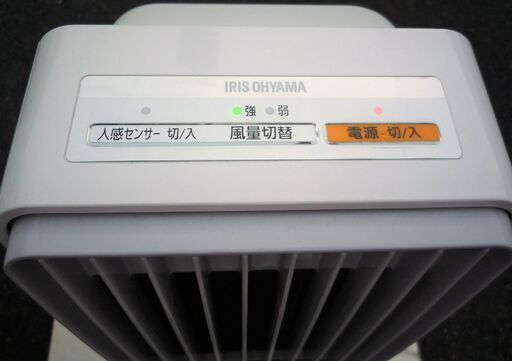 IRIS OHYAMA
強 弱
人感センサー 切/入 風量切替 電源 切/入